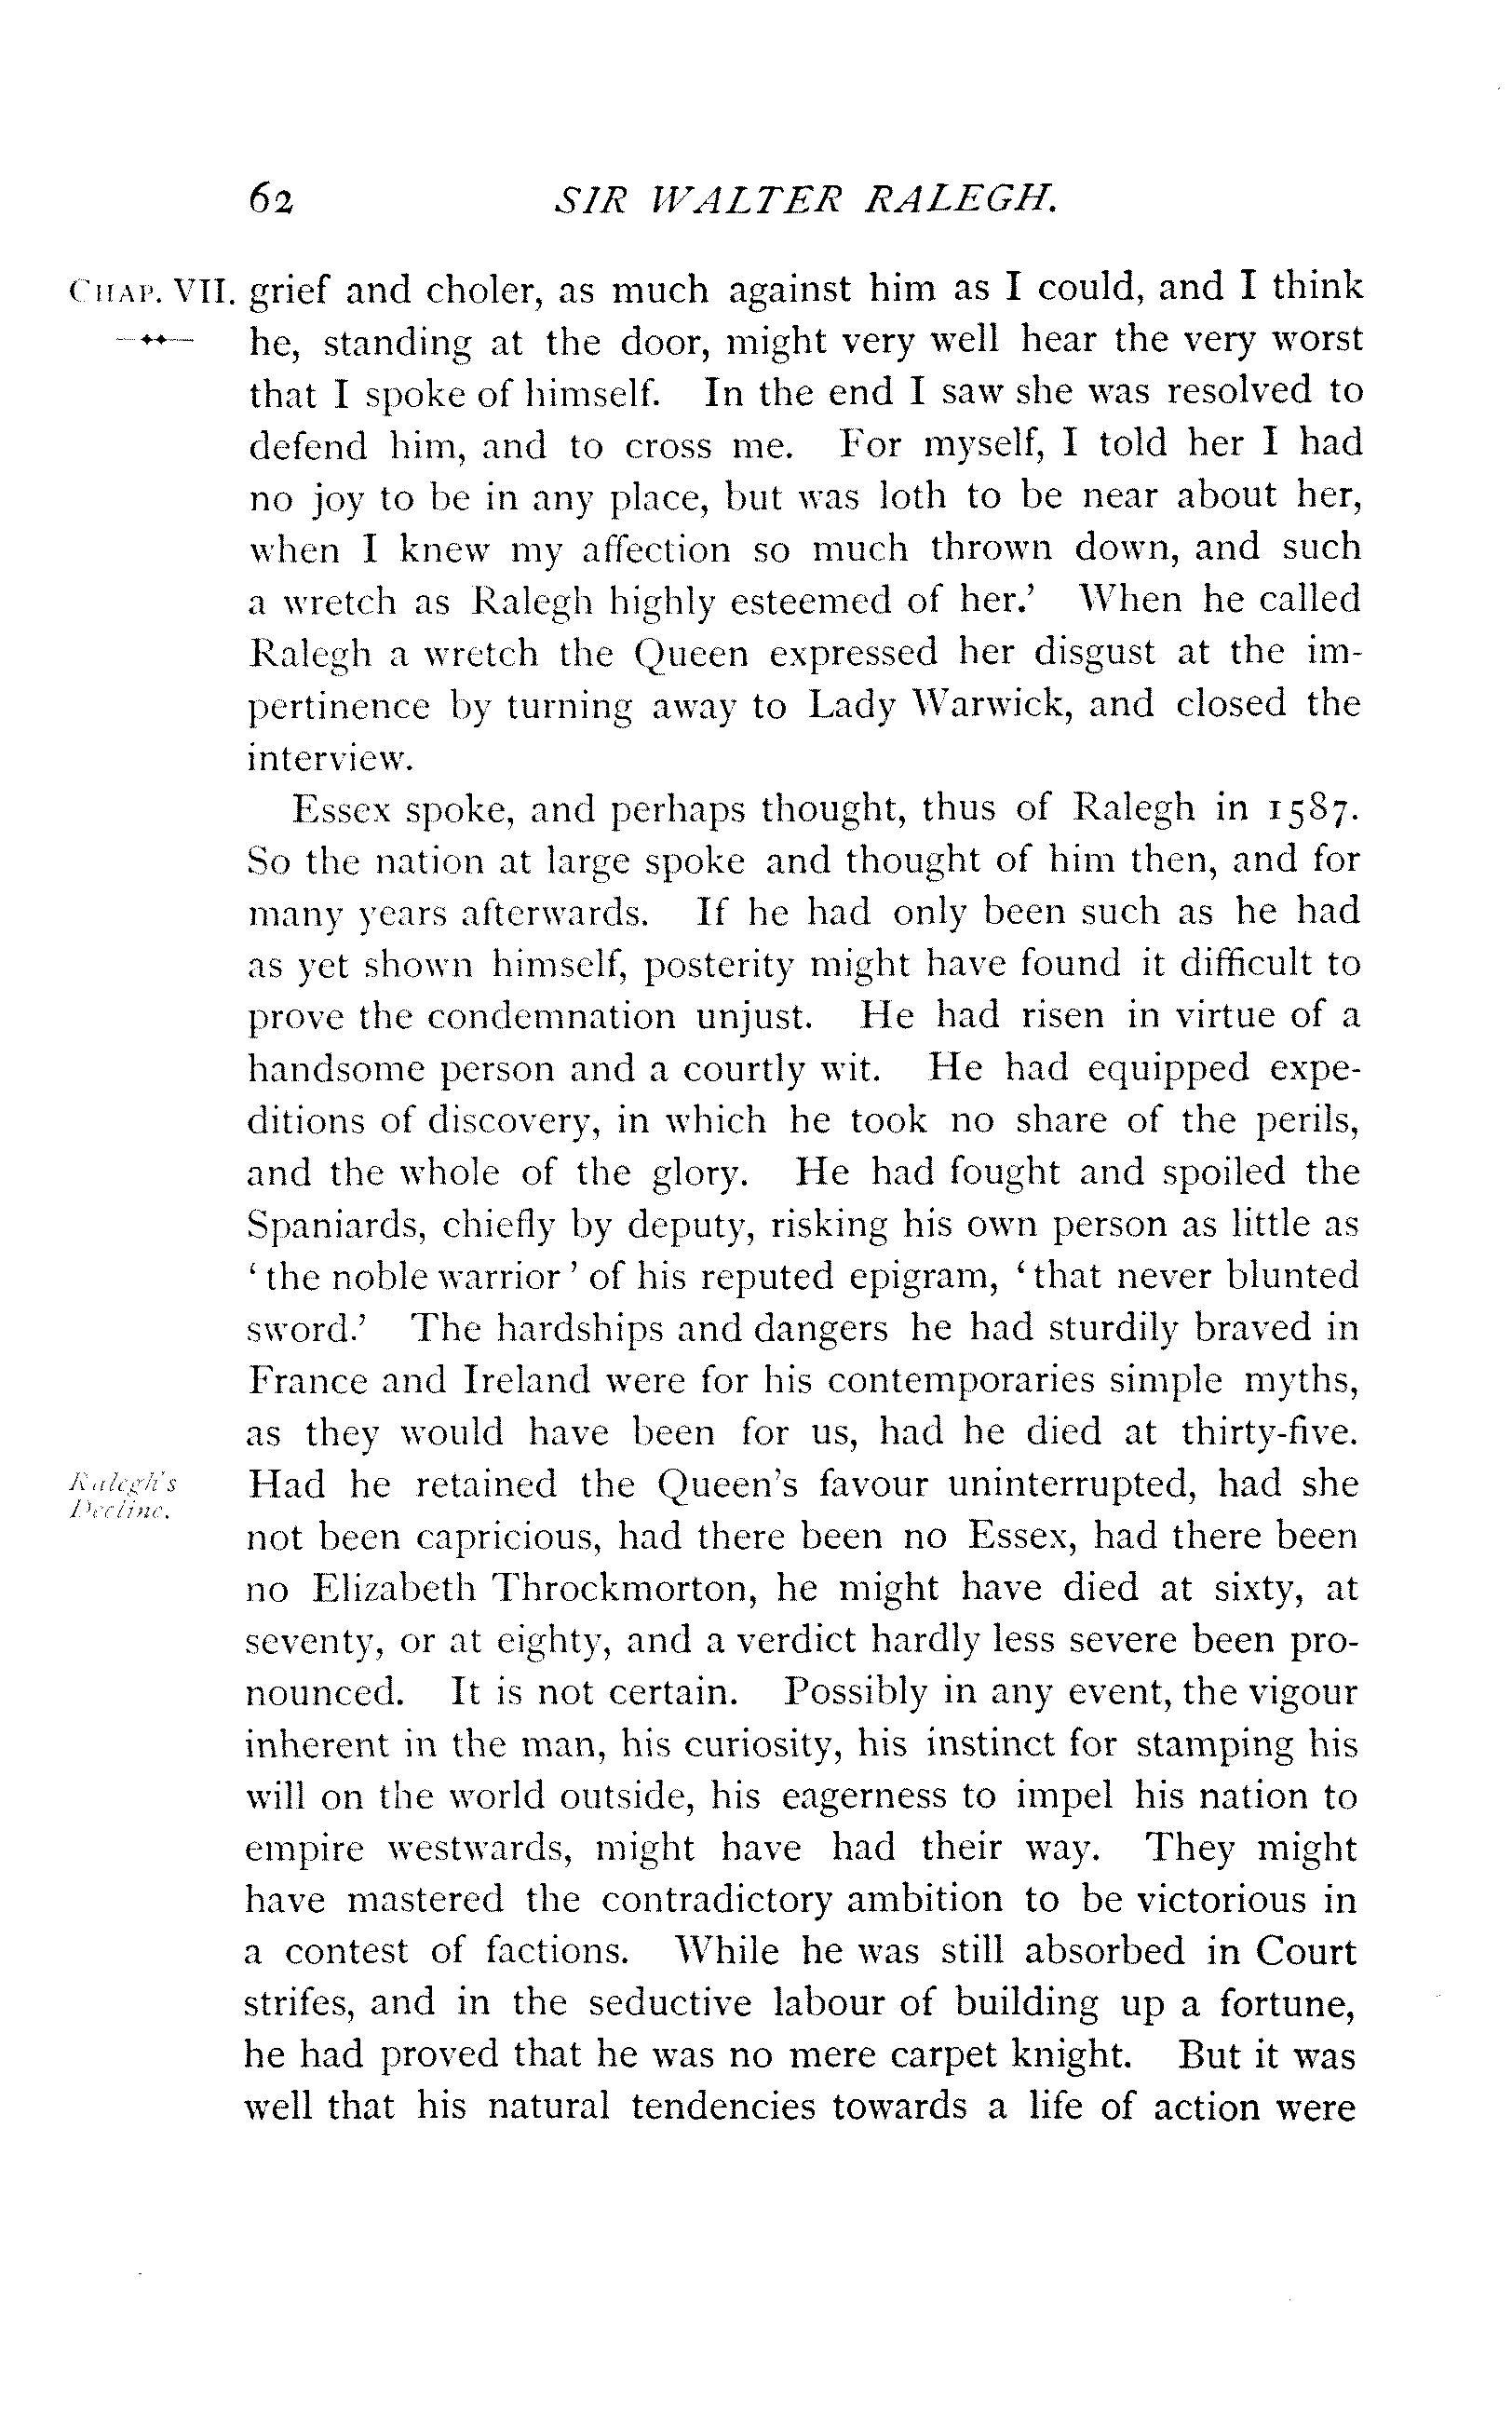 62 SIR WALTER RALEGH.
CHAP. VII. grief and choler, as much against him as I could, and I think
he, standing at the door, might very well hear the very worst
that I spoke of himself. In the end I saw she was resolved to
defend him, and to cross me. For myself, I told her I had
no joy to be in any place, but was loth to be near about her,
when I knew my affection so much thrown down, and such
a wretch as Ralegh highly esteemed of her.' When he called
Ralegh a wretch the Queen expressed her disgust at the im-
pertinence by turning away to Lady Warwick, and closed the
interview.
Essex spoke, and perhaps thought, thus of Ralegh in 1587.
So the nation at large spoke and thought of him then, and for
many years afterwards. If he had only been such as he had
as yet shown himself, posterity might have found it difficult to
prove the condemnation unjust. He had risen in virtue of a
handsome person and a courtly wit. He had equipped expe-
ditions of discovery, in which he took no share of the perils,
and the whole of the glory. He had fought and spoiled the
Spaniards, chiefly by deputy, risking his own person as little as
' the noble warrior ' of his reputed epigram, ' that never blunted
sword.' The hardships and dangers he had sturdily braved in
France and Ireland were for his contemporaries simple myths,
as they would have been for us, had he died at thirty-five.
Ralegh's
Decline.
Had he retained the Queen's favour uninterrupted, had she
not been capricious, had there been no Essex, had there been
no Elizabeth Throckmorton, he might have died at sixty, at
seventy, or at eighty, and a verdict hardly less severe been pro-
nounced. It is not certain. Possibly in any event, the vigour
inherent in the man, his curiosity, his instinct for stamping his
will on the world outside, his eagerness to impel his nation to
empire westwards, might have had their way. They might
have mastered the contradictory ambition to be victorious in
a contest of factions. While he was still absorbed in Court
strifes, and in the seductive labour of building up a fortune,
he had proved that he was no mere carpet knight. But it was
well that his natural tendencies towards a life of action were